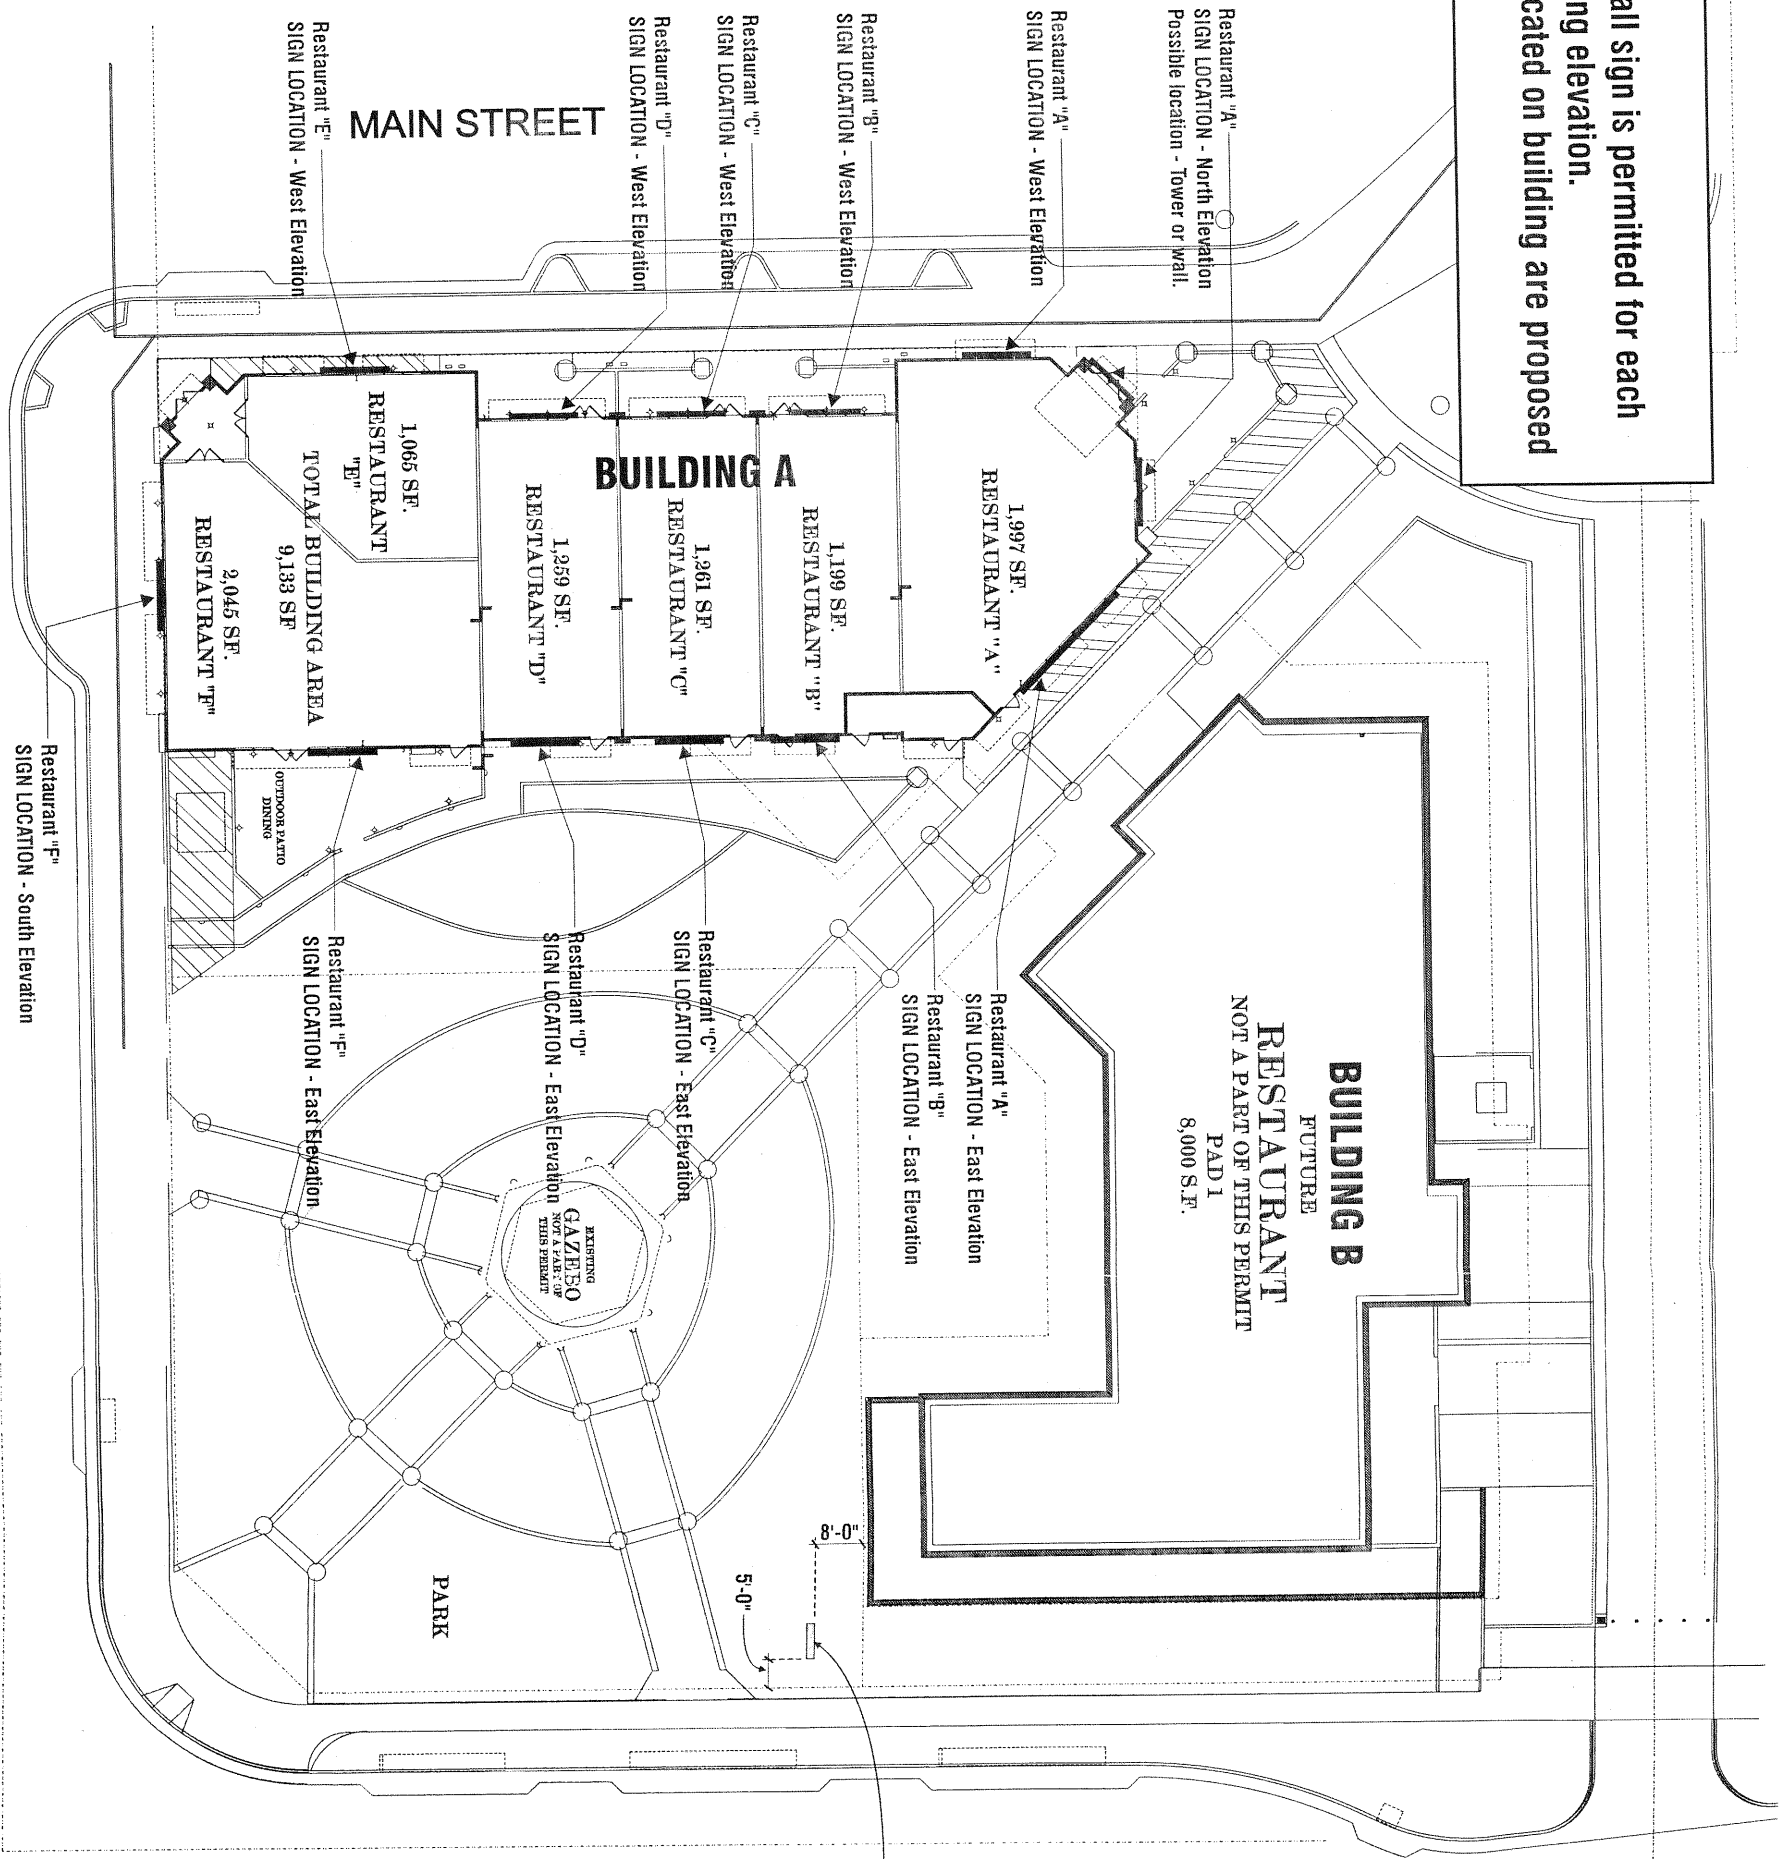 all sign is permitted for each
ng elevation.
cated on building are proposed
Restaurant "A"
SIGN LOCATION - North Elevation
Possible location - Tower or wall.
Restaurant "A"
SIGN LOCATION - West Elevation
Restaurant "B"
SIGN LOCATION - West Elevation
Restaurant "C"
SIGN LOCATION - West Elevation
Restaurant "D"
SIGN LOCATION - West Elevation
Restaurant "E"
SIGN LOCATION - West Elevation
MAIN STREET
BUILDING A
1,997 SF.
RESTAURANT "A"
1,199 SF.
RESTAURANT "B"
1,261 SF.
RESTAURANT "C"
1,259 SF.
RESTAURANT "D"
1,065 SF.
RESTAURANT
"E"
TOTAL BUILDING AREA
9,133 SF
2,045 SF.
RESTAURANT "F"
OUTDOOR PATIO
DINING
Restaurant "F"
SIGN LOCATION - South Elevation
Restaurant "A"
SIGN LOCATION - East Elevation
Restaurant "B"
SIGN LOCATION - East Elevation
Restaurant "C"
SIGN LOCATION - East Elevation
Restaurant "D"
SIGN LOCATION - East Elevation
Restaurant "F"
SIGN LOCATION - East Elevation
BUILDING B
FUTURE
RESTAURANT
NOT A PART OF THIS PERMIT
PAD 1
8,000 S.F.
EXISTING
GAZEBO
NOT A PART OF
THIS PERMIT
8'-0"
5'-0"
PARK